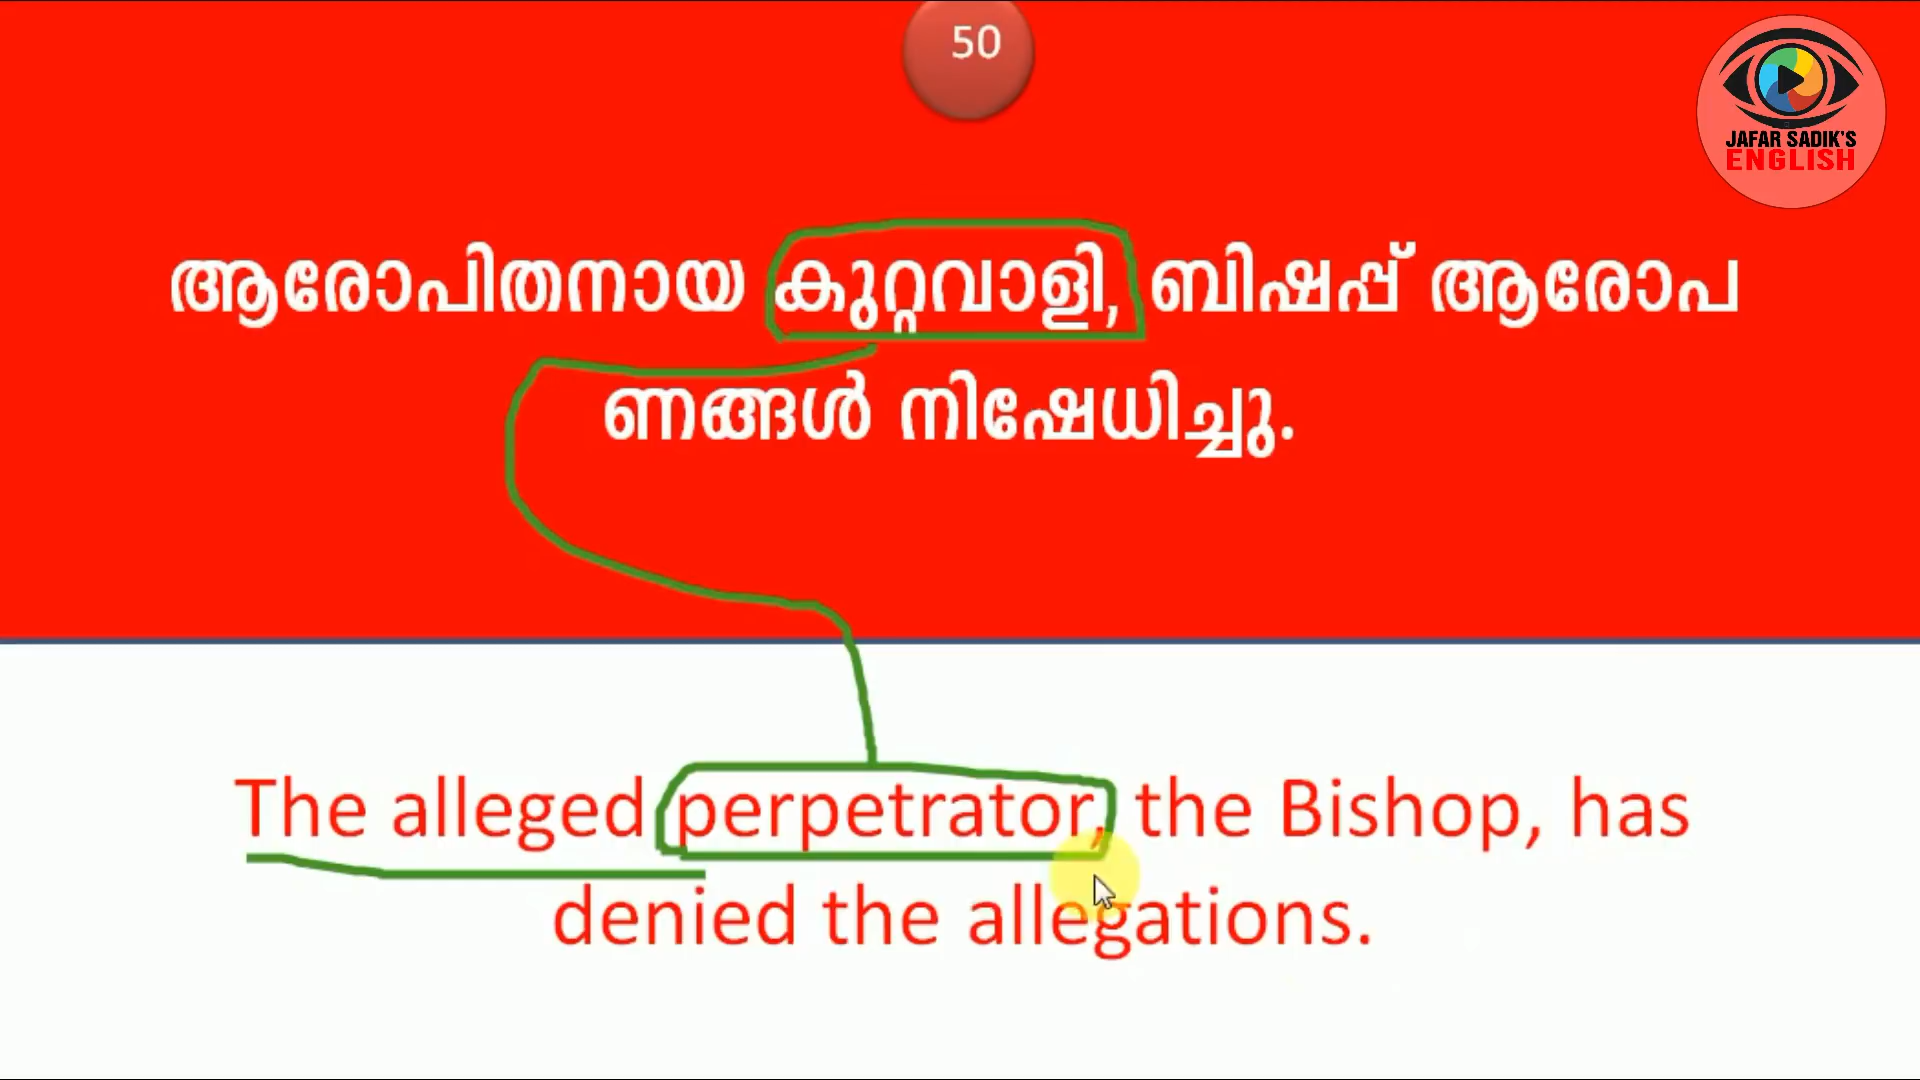 50
JAFAR SADIK'S
ENGLISH
ആരോപിതനായ കുറ്റവാളി, ബിഷപ്പ് ആരോപ
ണങ്ങൾ നിഷേധിച്ചു.
The alleged perpetrator, the Bishop, has
denied the allegations.